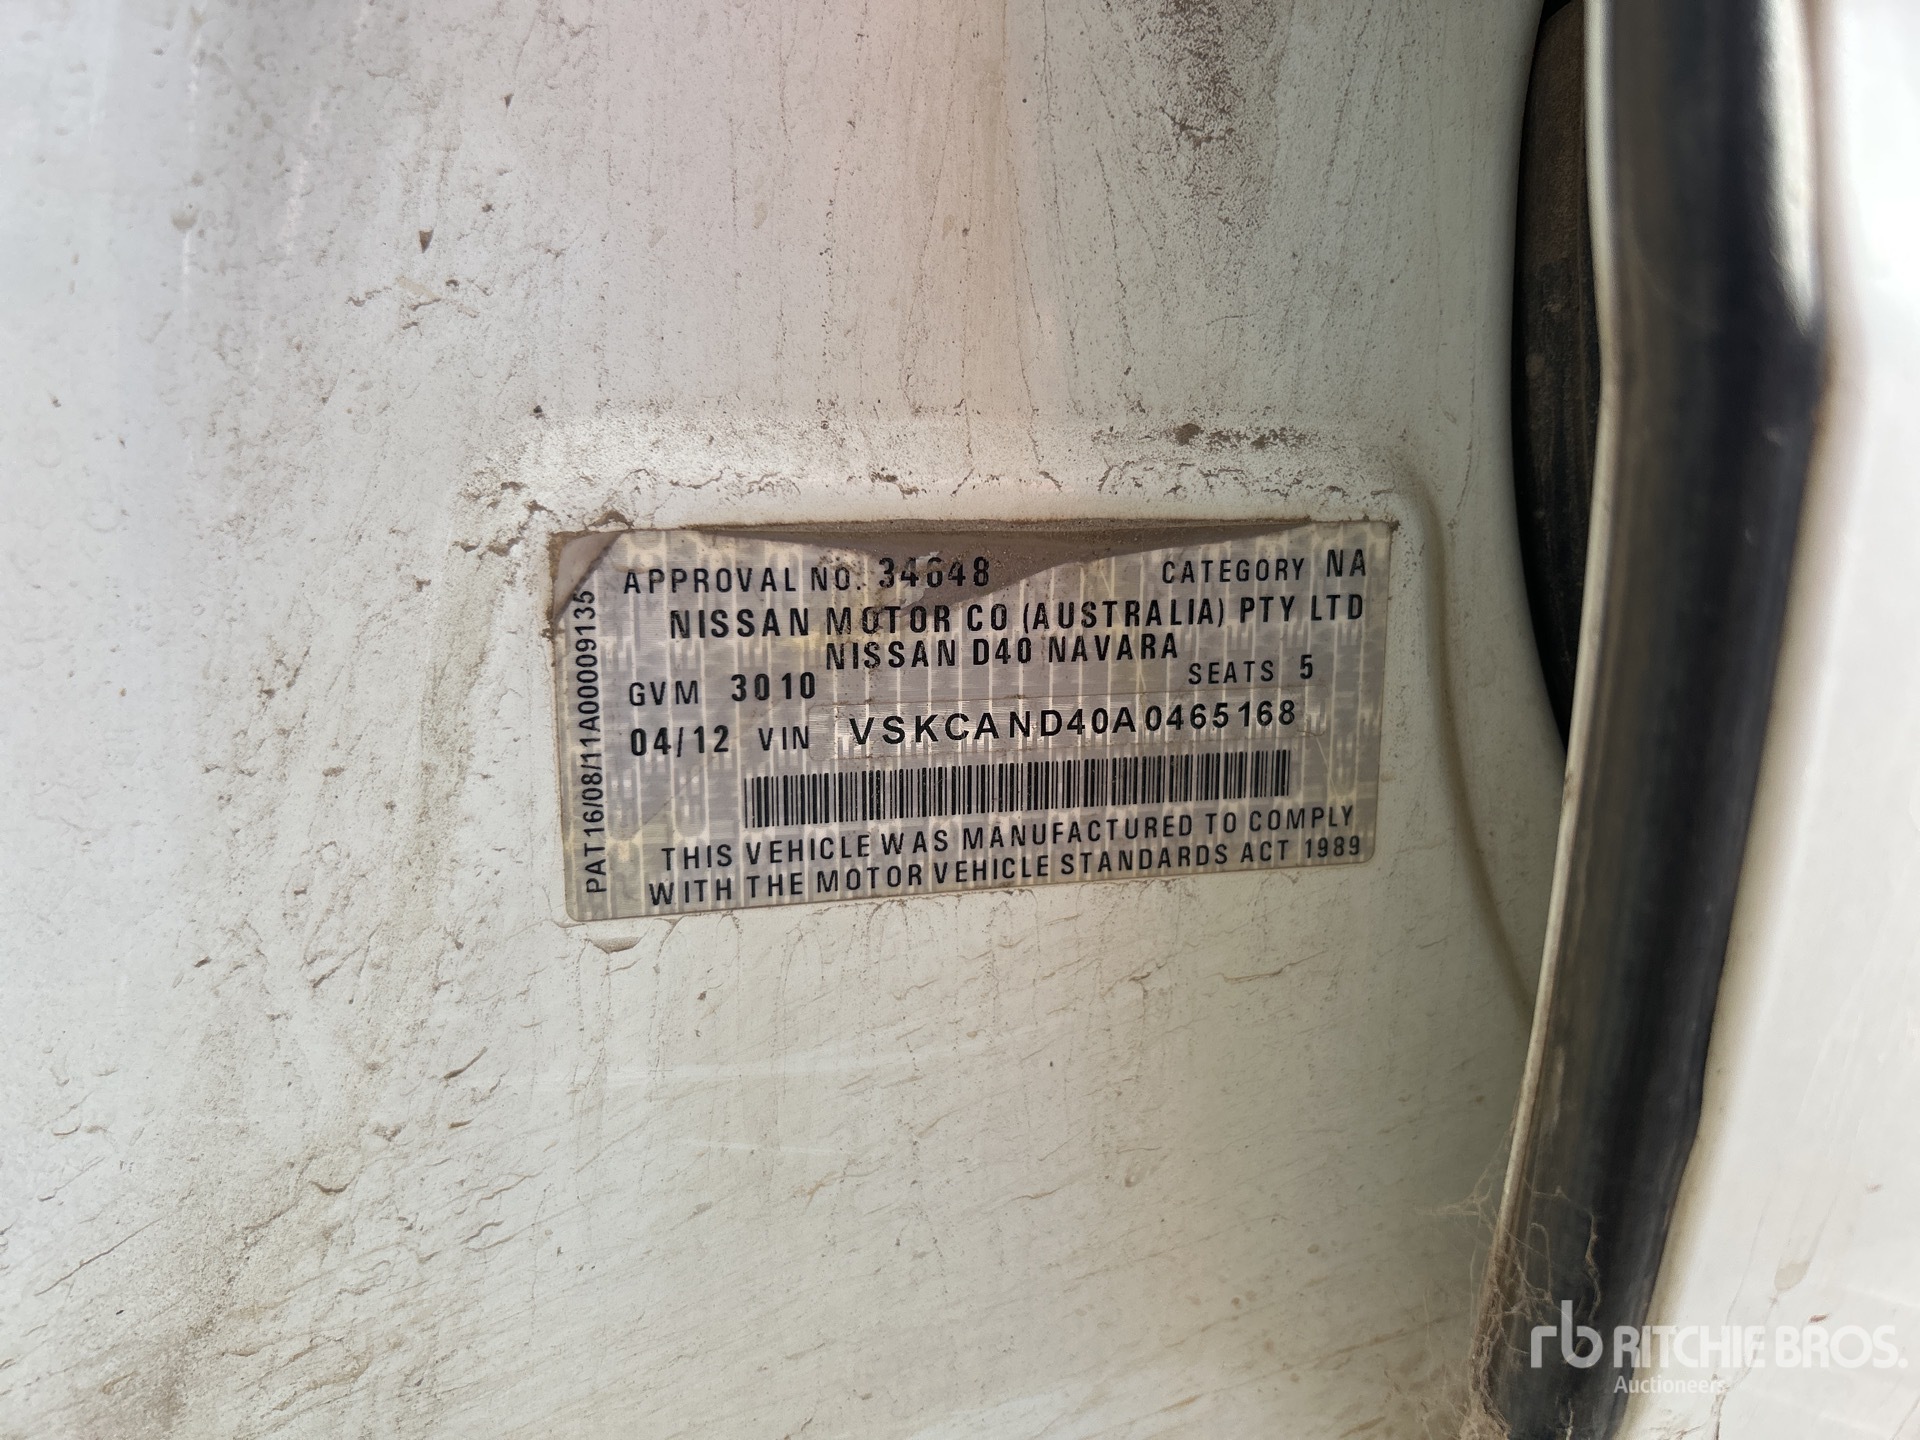 APPROVAL NO. 34648 CATEGORY NA
NISSAN MOTOR CO (AUSTRALIA) PTY LTD
NISSAN D40 NAVARA
GVM 3010 SEATS 5
04/12 VIN VSKCAND40A0465168
THIS VEHICLE WAS MANUFACTURED TO COMPLY
WITH THE MOTOR VEHICLE STANDARDS ACT 1989
PAT16/08/11A00009135
rb RITCHIE BROS.
Auctioneers